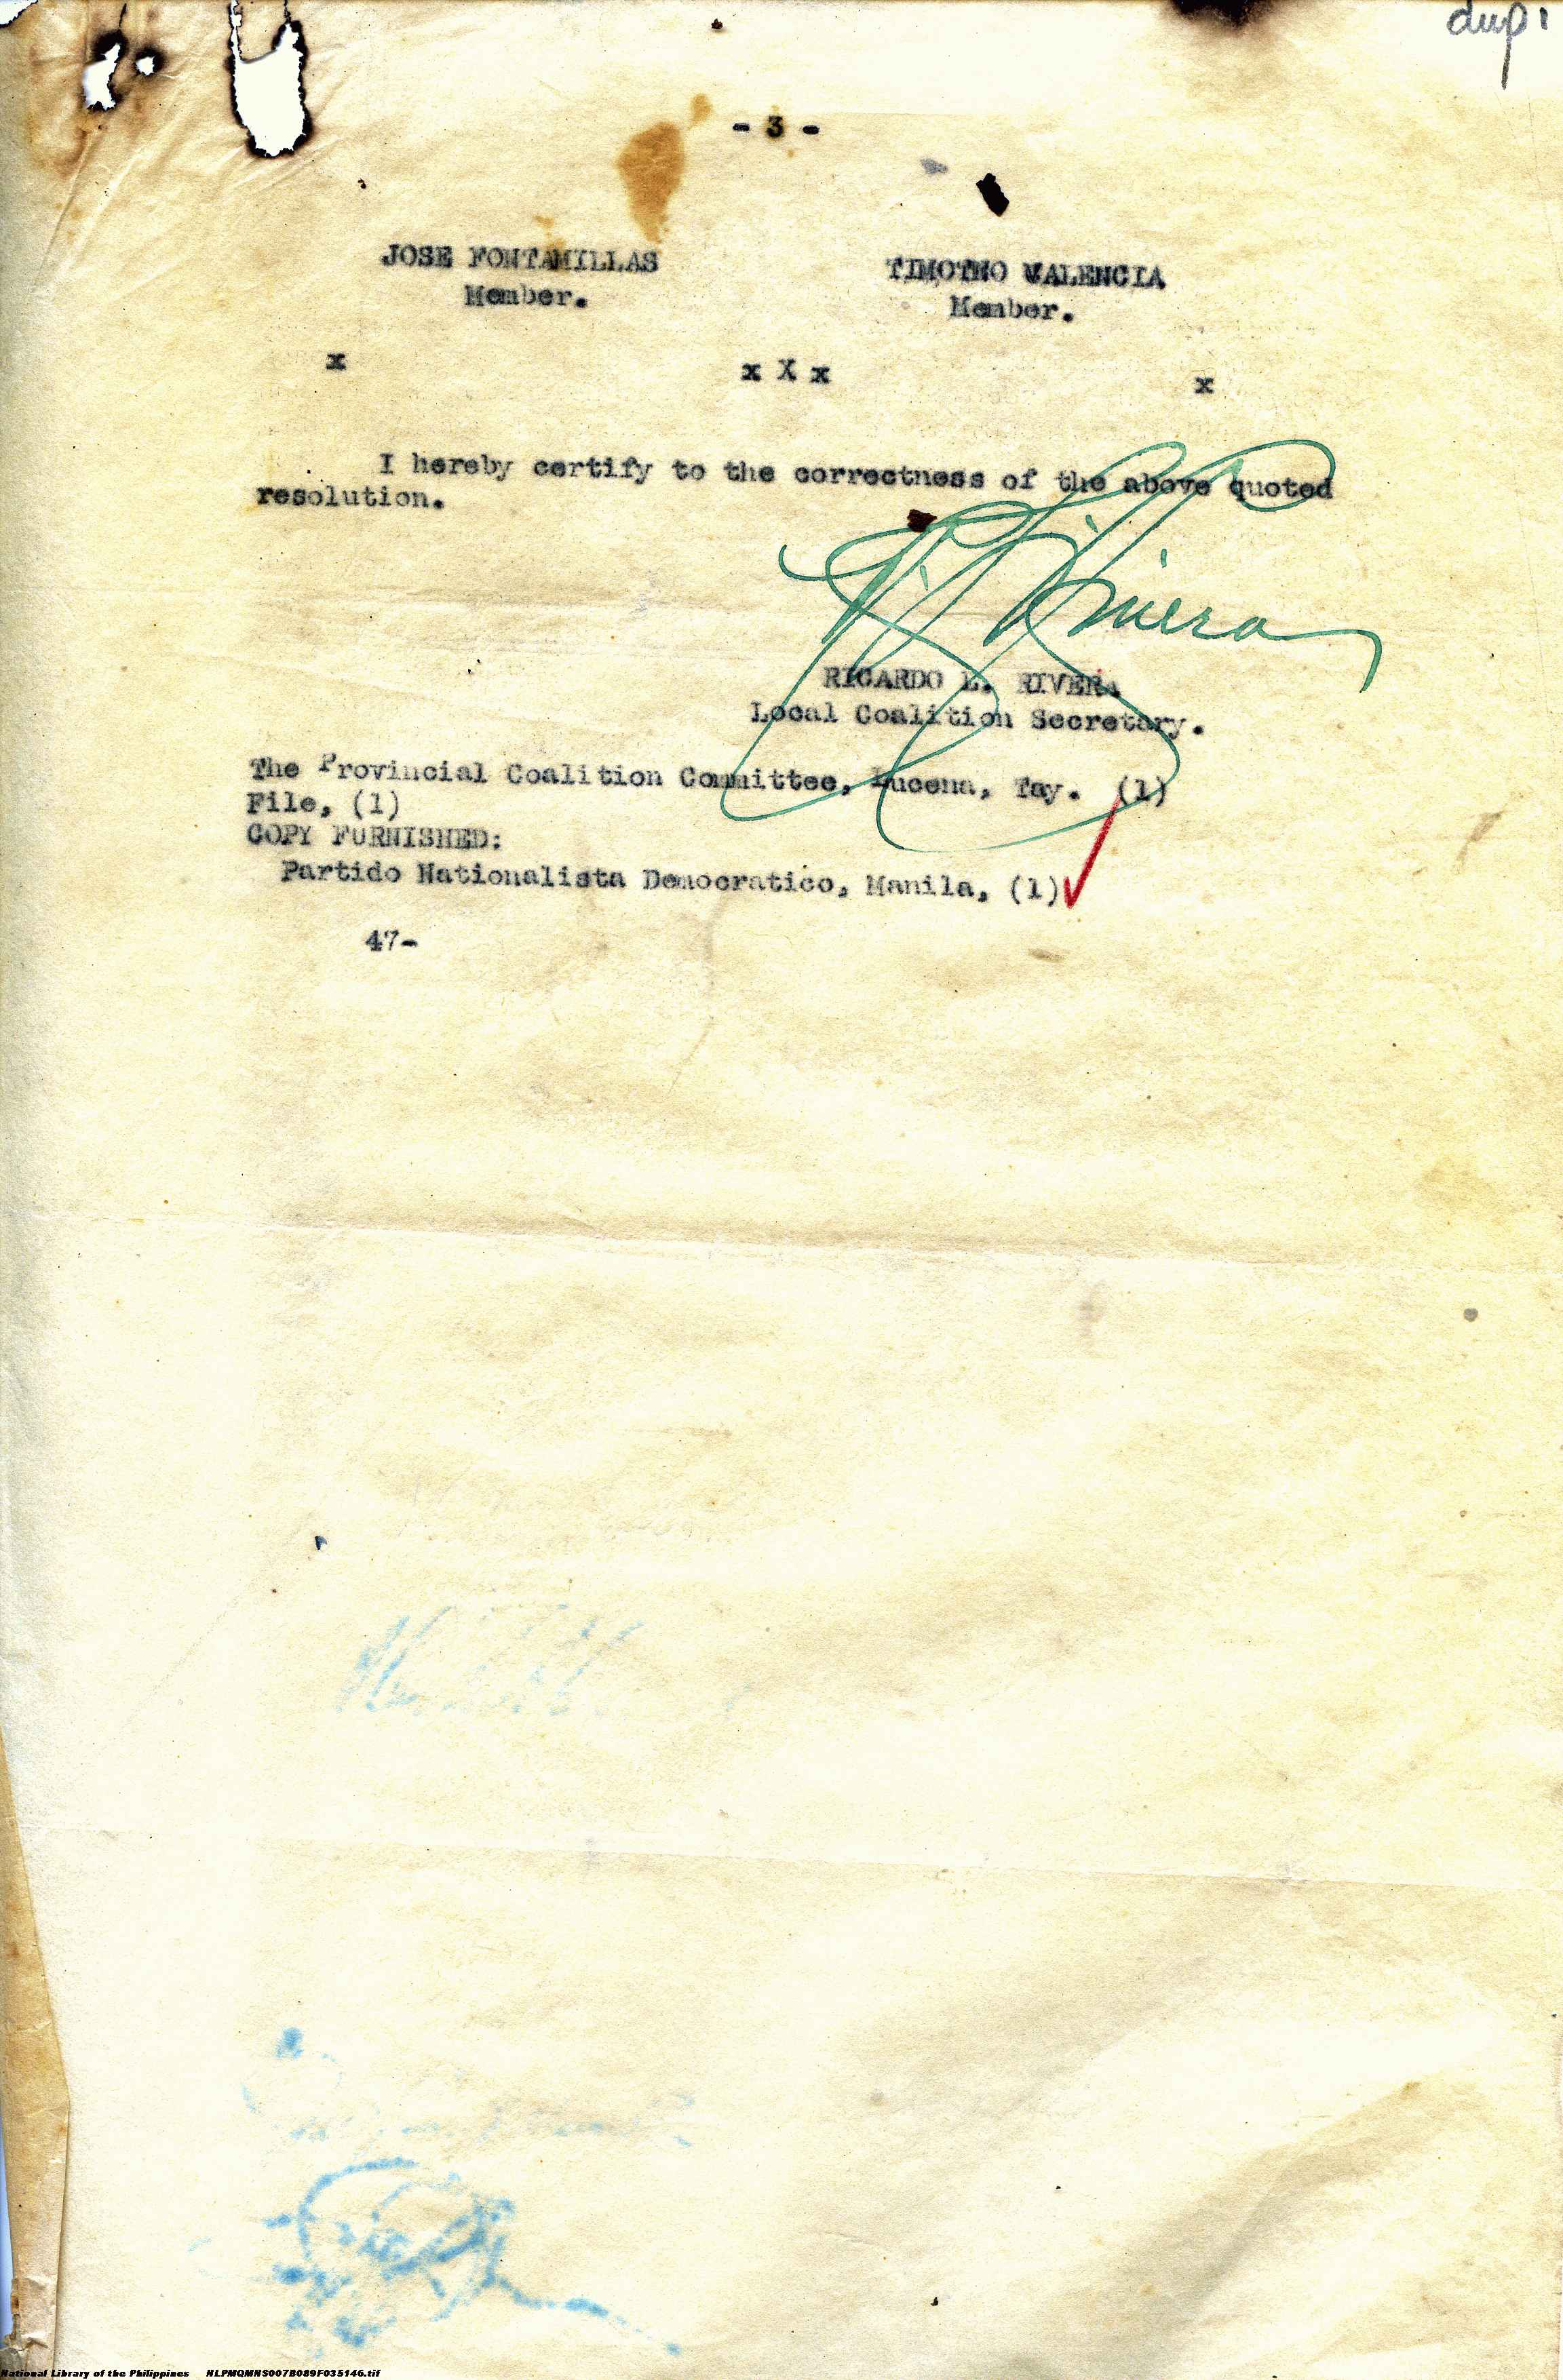 dup.
- 3 -
JOSE FONTAMILLAS TIMOTEO VALENCIA
Member. Member.
x x X x x
I hereby certify to the correctness of the above quoted
resolution.
Rivera
RICARDO L. RIVERA
Local Coalition Secretary.
The Provincial Coalition Committee, Lucena, Tay. (1)
File, (1)
COPY FURNISHED:
Partido Nationalista Democratico, Manila, (1)
47-
National Library of the Philippines NLPMQMNS007B089F035146.tif